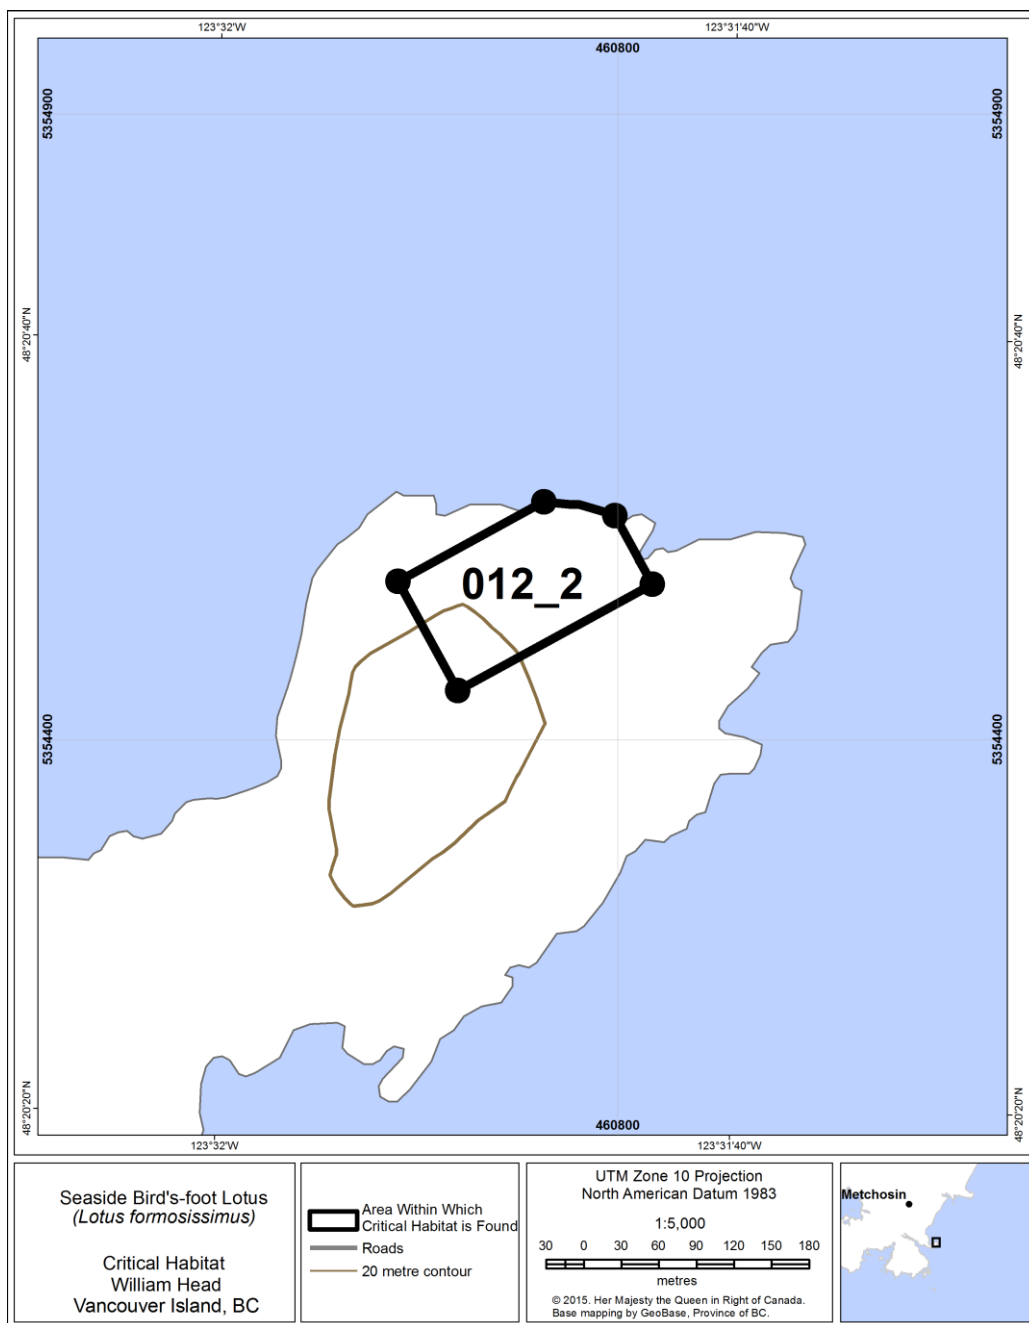 123°32'W
123°31'40"W
460800
5354900
5354900
48°20'40"N
48°20'40"N
012_2
5354400
5354400
48°20'20"N
48°20'20"N
460800
123°32'W
123°31'40"W
Seaside Bird's-foot Lotus
(Lotus formosissimus)
Critical Habitat
William Head
Vancouver Island, BC
Area Within Which
Critical Habitat is Found
Roads
20 metre contour
UTM Zone 10 Projection
North American Datum 1983
1:5,000
30 0 30 60 90 120 150 180
metres
© 2015. Her Majesty the Queen in Right of Canada.
Base mapping by GeoBase, Province of BC.
Metchosin